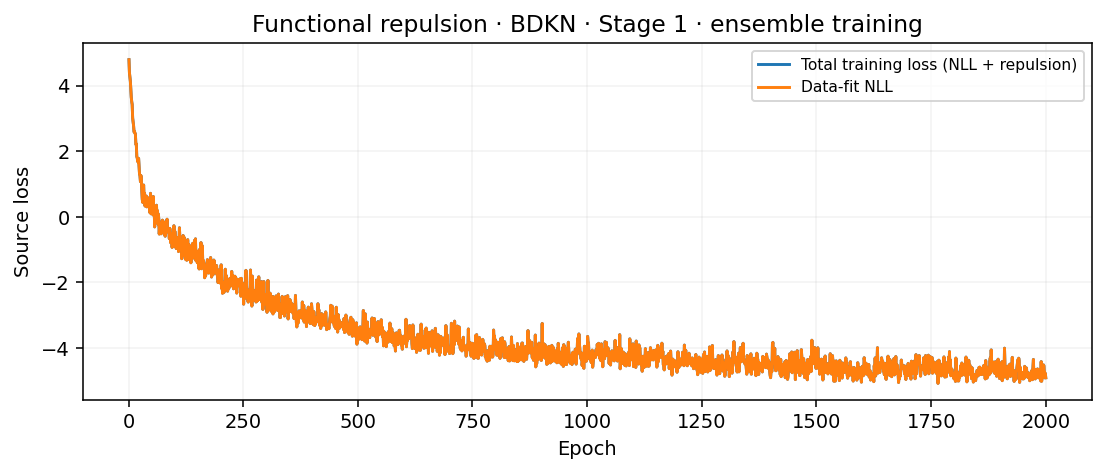 Functional repulsion · BDKN · Stage 1 · ensemble training
Total training loss (NLL + repulsion)
Data-fit NLL
Source loss
4
2
0
−2
−4
0 250 500 750 1000 1250 1500 1750 2000
Epoch